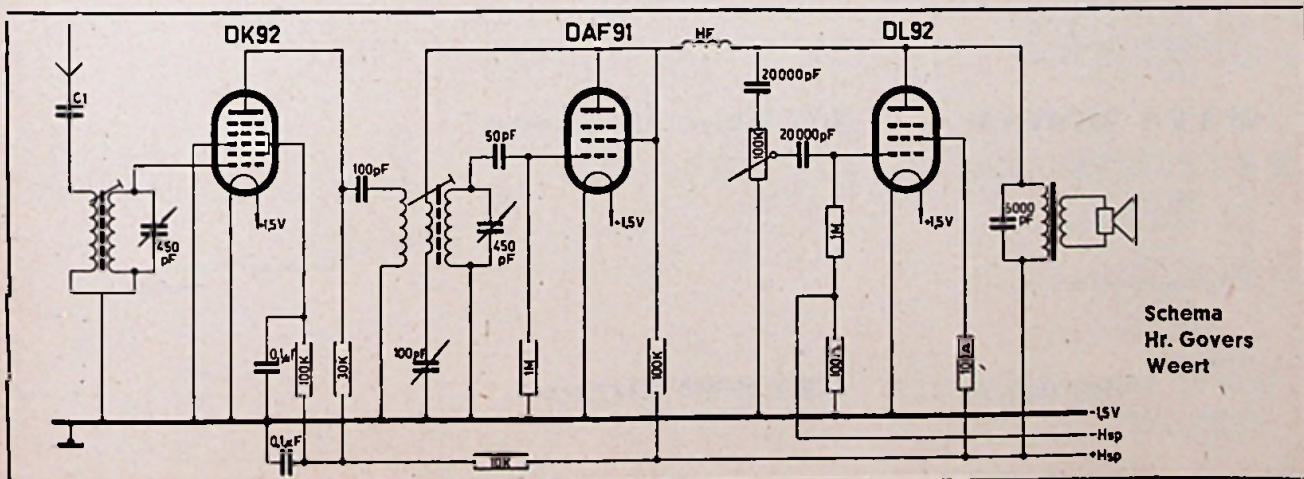 DK92
DAF91
DL92
HF
C1
20000pF
50pF
20000pF
100K
100pF
+1,5V
+1,5V
+1,5V
450
pF
450
pF
5000
1M
Schema
Hr. Govers
Weert
0,1µF
100K
30K
100pF
1M
100K
100Ω
-1,5V
-Hsp
+Hsp
0,1µF
10K